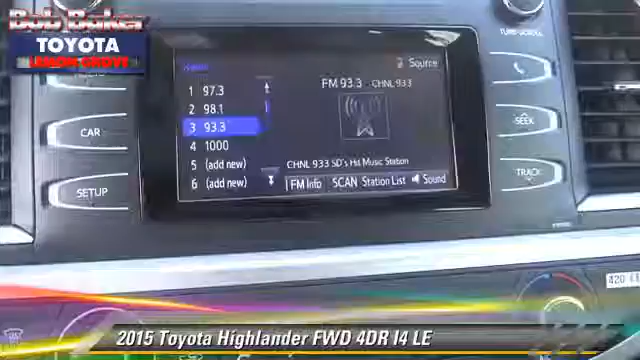 Bob Baker
TOYOTA
LEMON GROVE
TUNE·SCROLL
Source
1 97.3
2 98.1
3 93.3
4 1000
5 (add new)
6 (add new)
FM 93.3 - CHNL 933
CHNL 933 SD's Hit Music Station
FM Info SCAN Station List Sound
CAR
SETUP
SEEK
TRACK
2015 Toyota Highlander FWD 4DR I4 LE